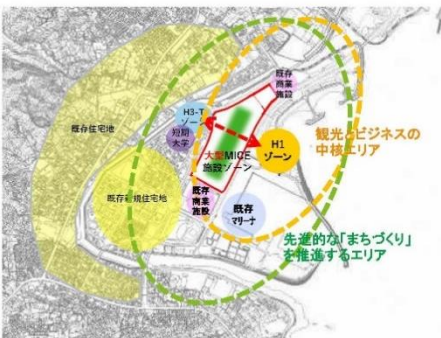 既存
商業
施設
H3-T
ゾーン
短期
大学
既存住宅地
大型MICE
施設ゾーン
H1
ゾーン
観光とビジネスの
中核エリア
既存新規住宅地
既存
商業
施設
既存
マリーナ
先進的な「まちづくり」
を推進するエリア